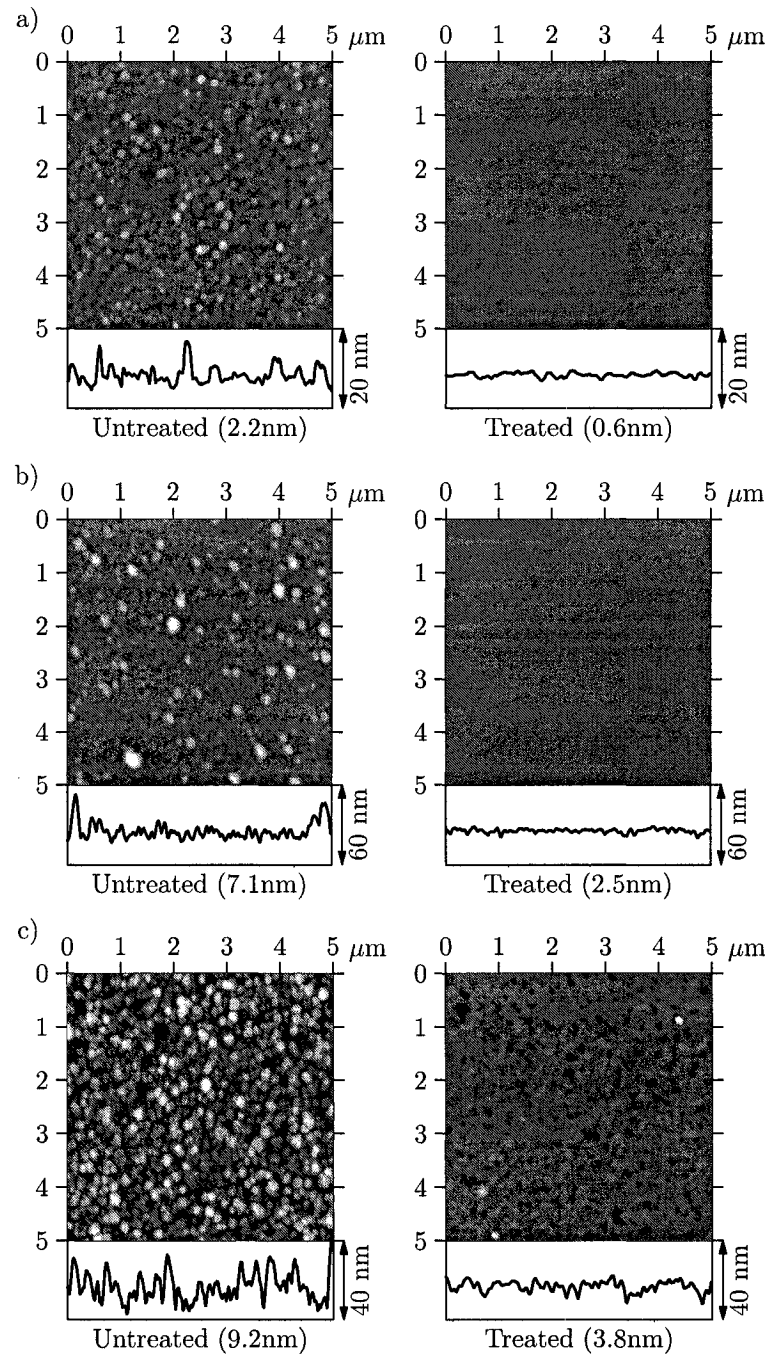 a)
0 1 2 3 4 5 μm
0 1 2 3 4 5 μm
0
1
2
3
4
5
0
1
2
3
4
5
20 nm
20 nm
Untreated (2.2nm)
Treated (0.6nm)
b)
0 1 2 3 4 5 μm
0 1 2 3 4 5 μm
0
1
2
3
4
5
0
1
2
3
4
5
60 nm
60 nm
Untreated (7.1nm)
Treated (2.5nm)
c)
0 1 2 3 4 5 μm
0 1 2 3 4 5 μm
0
1
2
3
4
5
0
1
2
3
4
5
40 nm
40 nm
Untreated (9.2nm)
Treated (3.8nm)